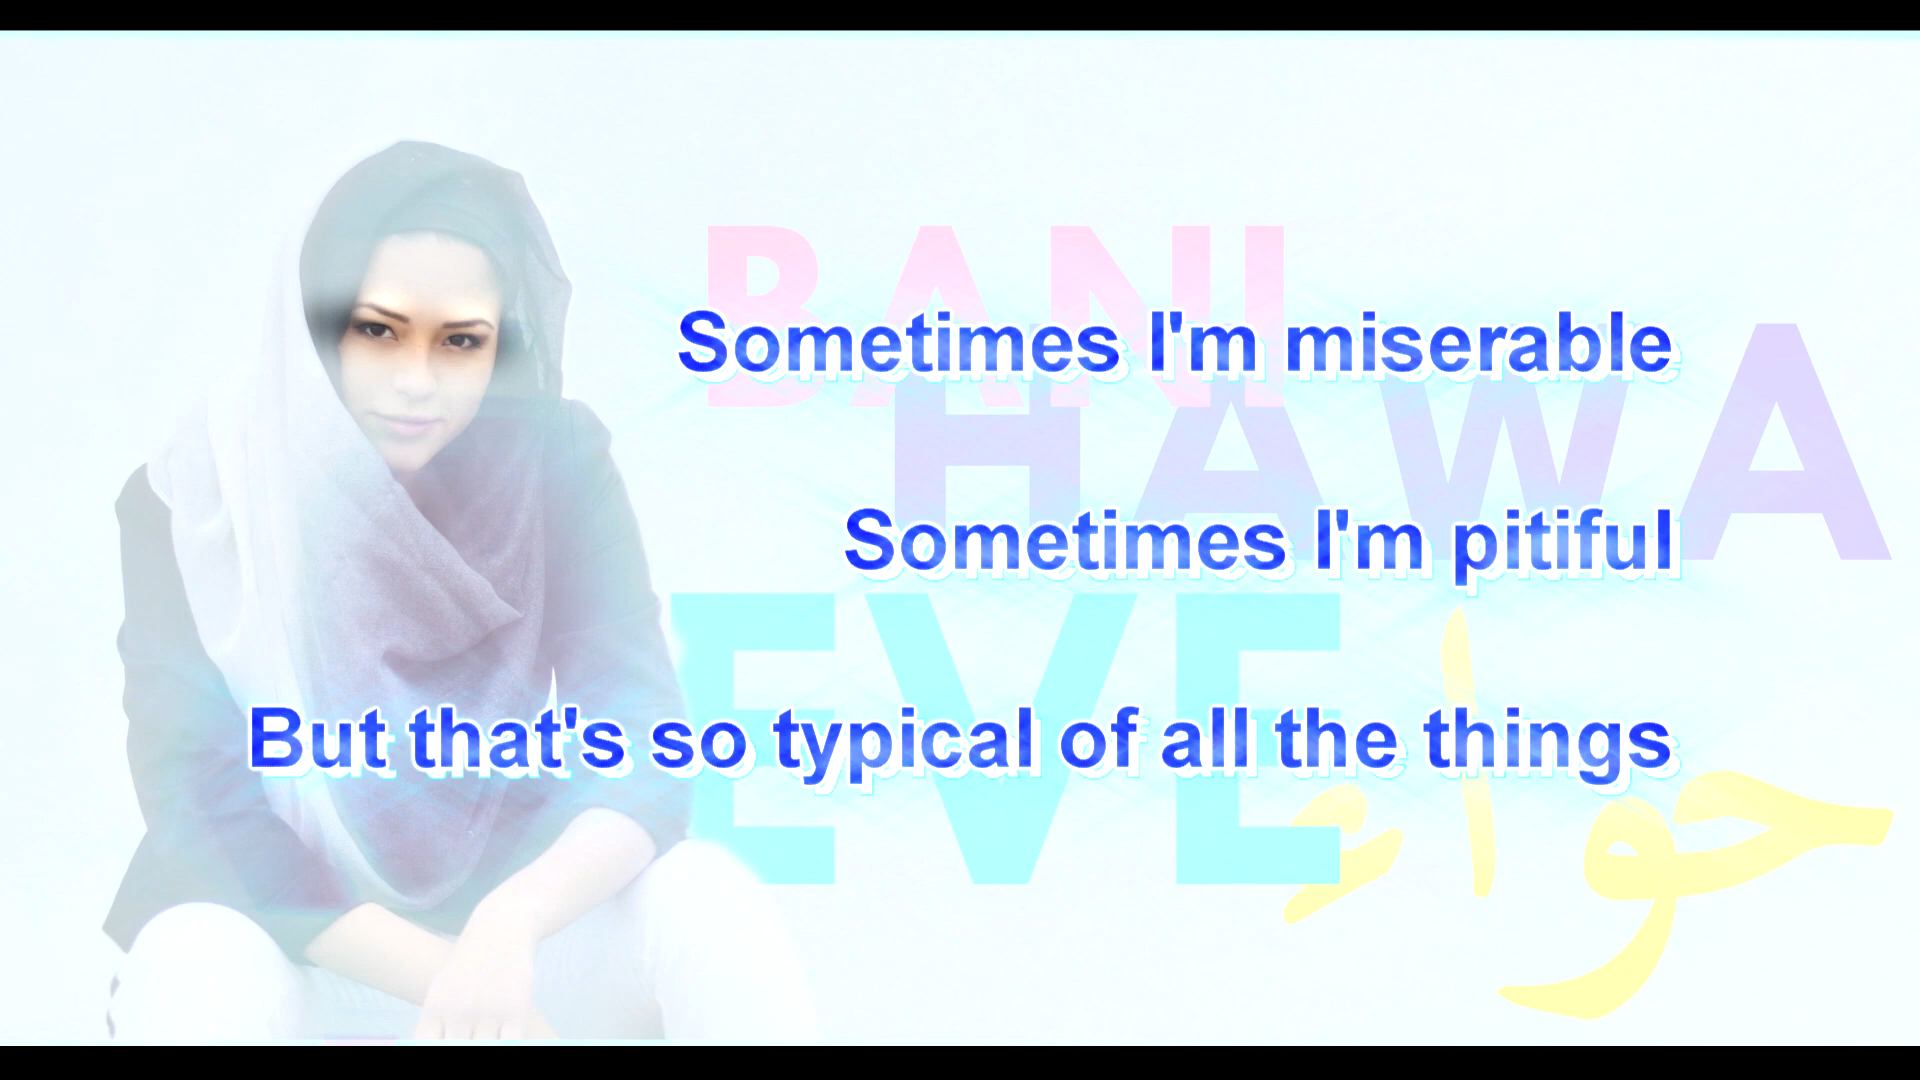 BANI
Sometimes I'm miserable
HAWA
Sometimes I'm pitiful
EVE
But that's so typical of all the things
حواء